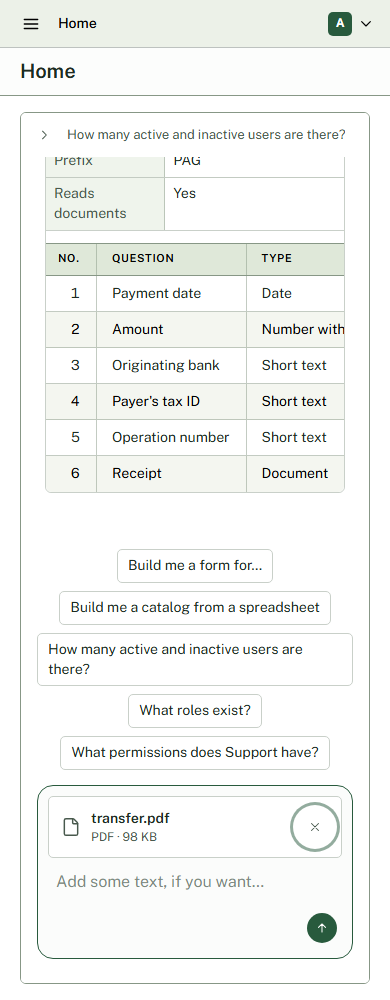 Home
A
Home
How many active and inactive users are there?
Prefix PAG
Reads documents Yes
NO. QUESTION TYPE
1 Payment date Date
2 Amount Number with
3 Originating bank Short text
4 Payer's tax ID Short text
5 Operation number Short text
6 Receipt Document
Build me a form for...
Build me a catalog from a spreadsheet
How many active and inactive users are
there?
What roles exist?
What permissions does Support have?
transfer.pdf
PDF · 98 KB
Add some text, if you want...